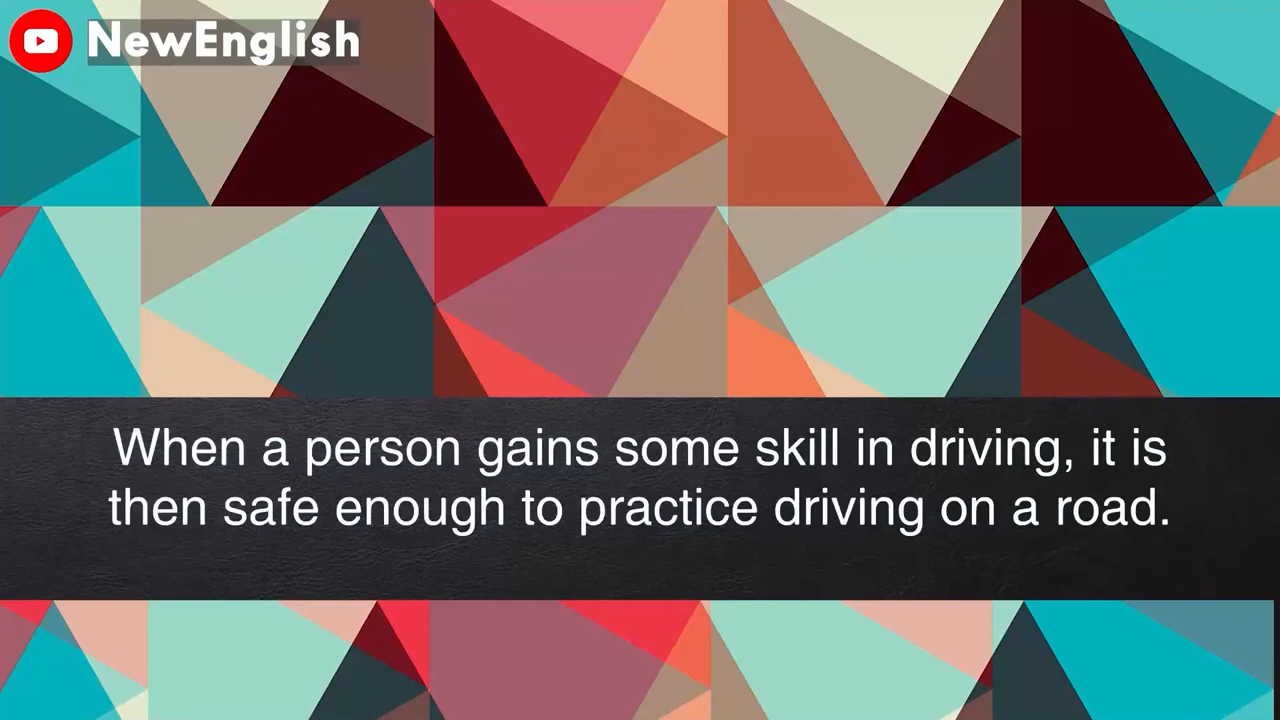 NewEnglish
When a person gains some skill in driving, it is
then safe enough to practice driving on a road.